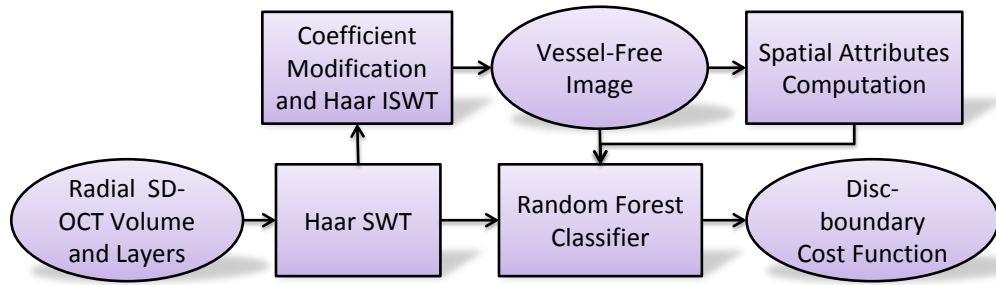 Coefficient
Modification
and Haar ISWT
Vessel-Free
Image
Spatial Attributes
Computation
Radial SD-
OCT Volume
and Layers
Haar SWT
Random Forest
Classifier
Disc-
boundary
Cost Function